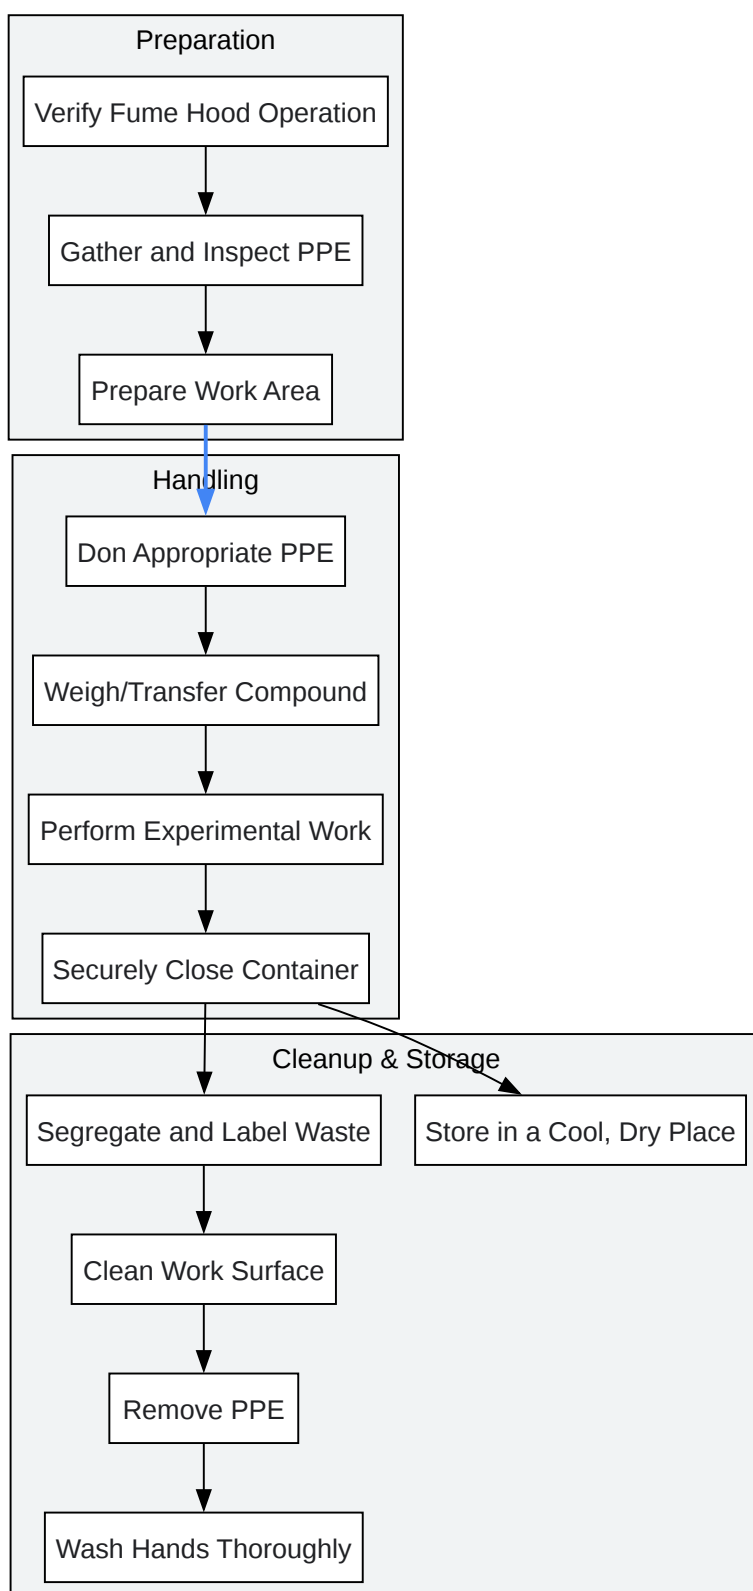 Preparation
Verify Fume Hood Operation
Gather and Inspect PPE
Prepare Work Area
Handling
Don Appropriate PPE
Weigh/Transfer Compound
Perform Experimental Work
Securely Close Container
Cleanup & Storage
Segregate and Label Waste
Store in a Cool, Dry Place
Clean Work Surface
Remove PPE
Wash Hands Thoroughly